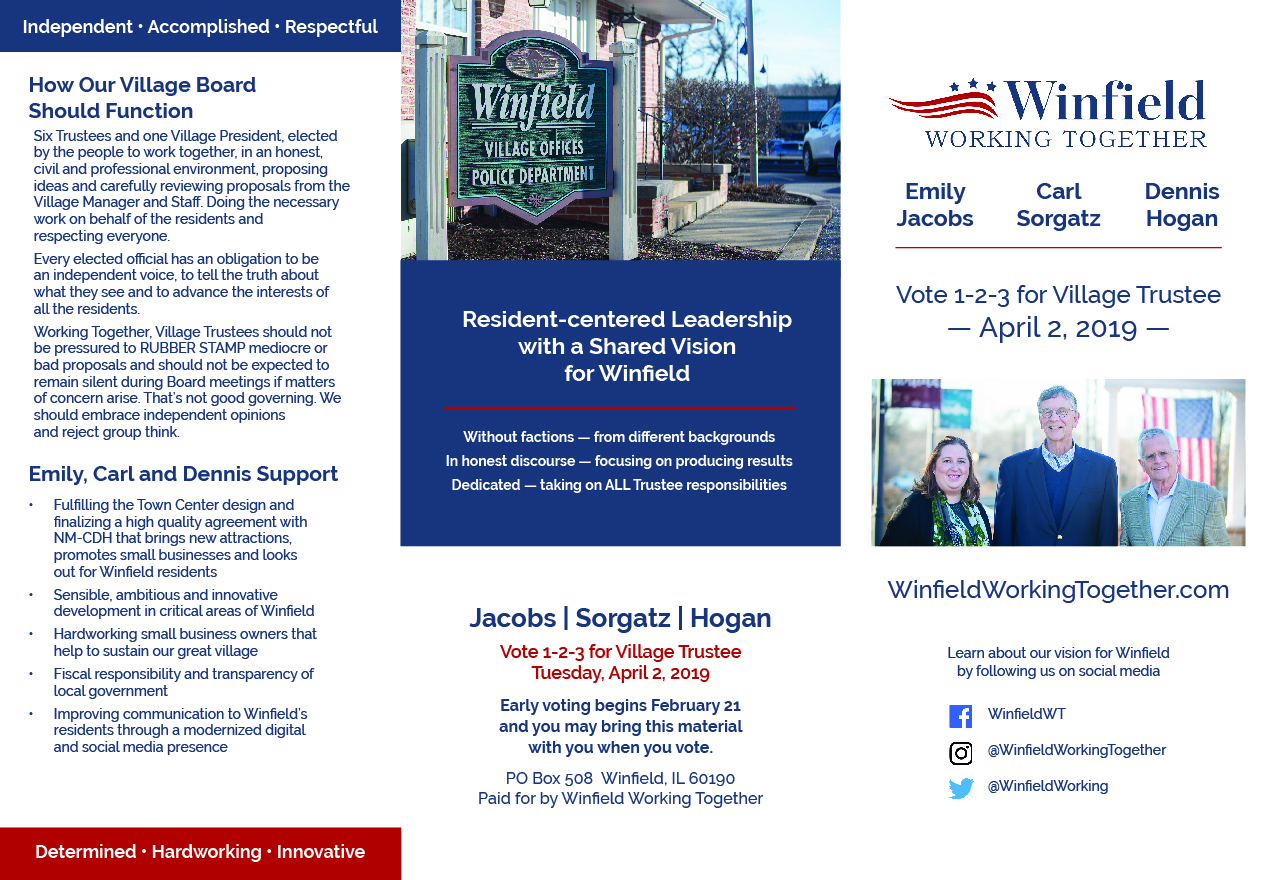 Independent • Accomplished • Respectful
How Our Village Board
Should Function
Six Trustees and one Village President, elected
by the people to work together, in an honest,
civil and professional environment, proposing
ideas and carefully reviewing proposals from the
Village Manager and Staff. Doing the necessary
work on behalf of the residents and
respecting everyone.
Every elected official has an obligation to be
an independent voice, to tell the truth about
what they see and to advance the interests of
all the residents.
Working Together, Village Trustees should not
be pressured to RUBBER STAMP mediocre or
bad proposals and should not be expected to
remain silent during Board meetings if matters
of concern arise. That's not good governing. We
should embrace independent opinions
and reject group think.
Emily, Carl and Dennis Support
• Fulfilling the Town Center design and
finalizing a high quality agreement with
NM-CDH that brings new attractions,
promotes small businesses and looks
out for Winfield residents
• Sensible, ambitious and innovative
development in critical areas of Winfield
• Hardworking small business owners that
help to sustain our great village
• Fiscal responsibility and transparency of
local government
• Improving communication to Winfield's
residents through a modernized digital
and social media presence
Determined • Hardworking • Innovative
Winfield
VILLAGE OFFICES
POLICE DEPARTMENT
Resident-centered Leadership
with a Shared Vision
for Winfield
Without factions — from different backgrounds
In honest discourse — focusing on producing results
Dedicated — taking on ALL Trustee responsibilities
Jacobs | Sorgatz | Hogan
Vote 1-2-3 for Village Trustee
Tuesday, April 2, 2019
Early voting begins February 21
and you may bring this material
with you when you vote.
PO Box 508 Winfield, IL 60190
Paid for by Winfield Working Together
Winfield
WORKING TOGETHER
Emily Jacobs
Carl Sorgatz
Dennis Hogan
Vote 1-2-3 for Village Trustee
— April 2, 2019 —
WinfieldWorkingTogether.com
Learn about our vision for Winfield
by following us on social media
WinfieldWT
@WinfieldWorkingTogether
@WinfieldWorking